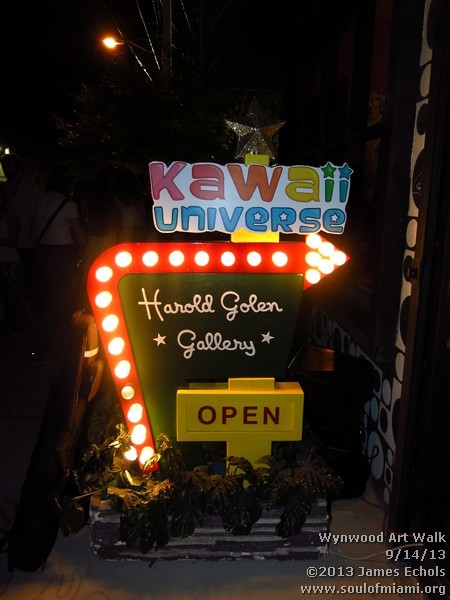 Kawaii
universe
Harold Golen
Gallery
OPEN
Wynwood Art Walk
9/14/13
©2013 James Echols
www.soulofmiami.org